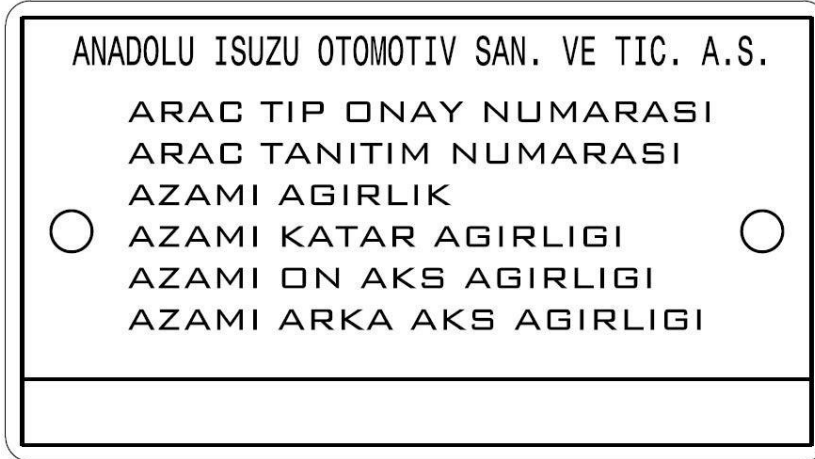 ANADOLU ISUZU OTOMOTIV SAN. VE TIC. A.S.
ARAC TIP ONAY NUMARASI
ARAC TANITIM NUMARASI
AZAMI AGIRLIK
AZAMI KATAR AGIRLIGI
AZAMI ON AKS AGIRLIGI
AZAMI ARKA AKS AGIRLIGI